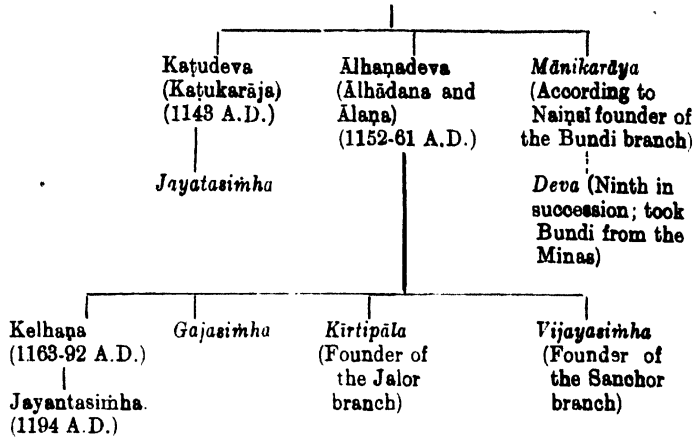 Kaṭudeva
(Kaṭukarāja)
(1143 A.D.)
Jayatasiṁha
Ālhaṇadeva
(Ālhādana and
Ālaṇa)
(1152-61 A.D.)
Mānikarāya
(According to
Naiṇsī founder of
the Bundi branch)
Deva (Ninth in
succession; took
Bundi from the
Minas)
Kelhaṇa
(1163-92 A.D.)
Jayantasiṁha.
(1194 A.D.)
Gajasiṁha
Kīrtipāla
(Founder of
the Jalor
branch)
Vijayasiṁha
(Founder of
the Sanchor
branch)